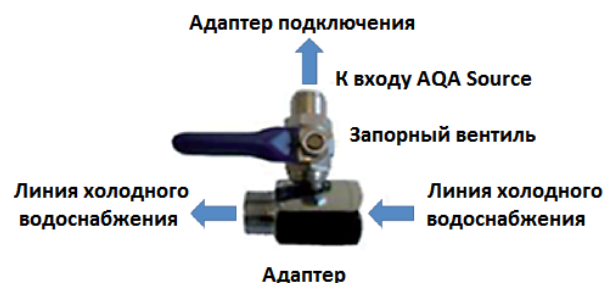 Адаптер подключения
К входу AQA Source
Запорный вентиль
Линия холодного
водоснабжения
Линия холодного
водоснабжения
Адаптер